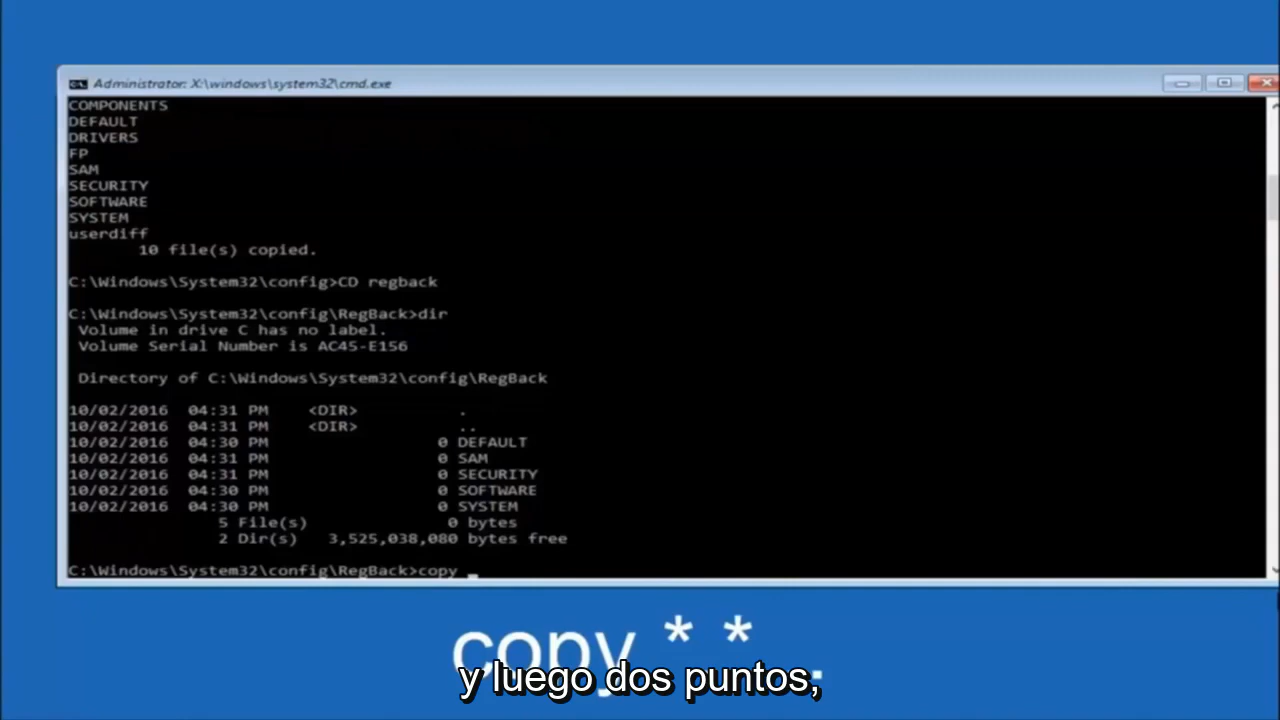 Administrator: X:\windows\system32\cmd.exe
COMPONENTS
DEFAULT
DRIVERS
FP
SAM
SECURITY
SOFTWARE
SYSTEM
userdiff
10 file(s) copied.
C:\Windows\System32\config>CD regback
C:\Windows\System32\config\RegBack>dir
Volume in drive C has no label.
Volume Serial Number is AC45-E156
Directory of C:\Windows\System32\config\RegBack
10/02/2016 04:31 PM <DIR> .
10/02/2016 04:31 PM <DIR> ..
10/02/2016 04:30 PM 0 DEFAULT
10/02/2016 04:31 PM 0 SAM
10/02/2016 04:31 PM 0 SECURITY
10/02/2016 04:30 PM 0 SOFTWARE
10/02/2016 04:30 PM 0 SYSTEM
5 File(s) 0 bytes
2 Dir(s) 3,525,038,080 bytes free
C:\Windows\System32\config\RegBack>copy _
copy * *
y luego dos puntos,